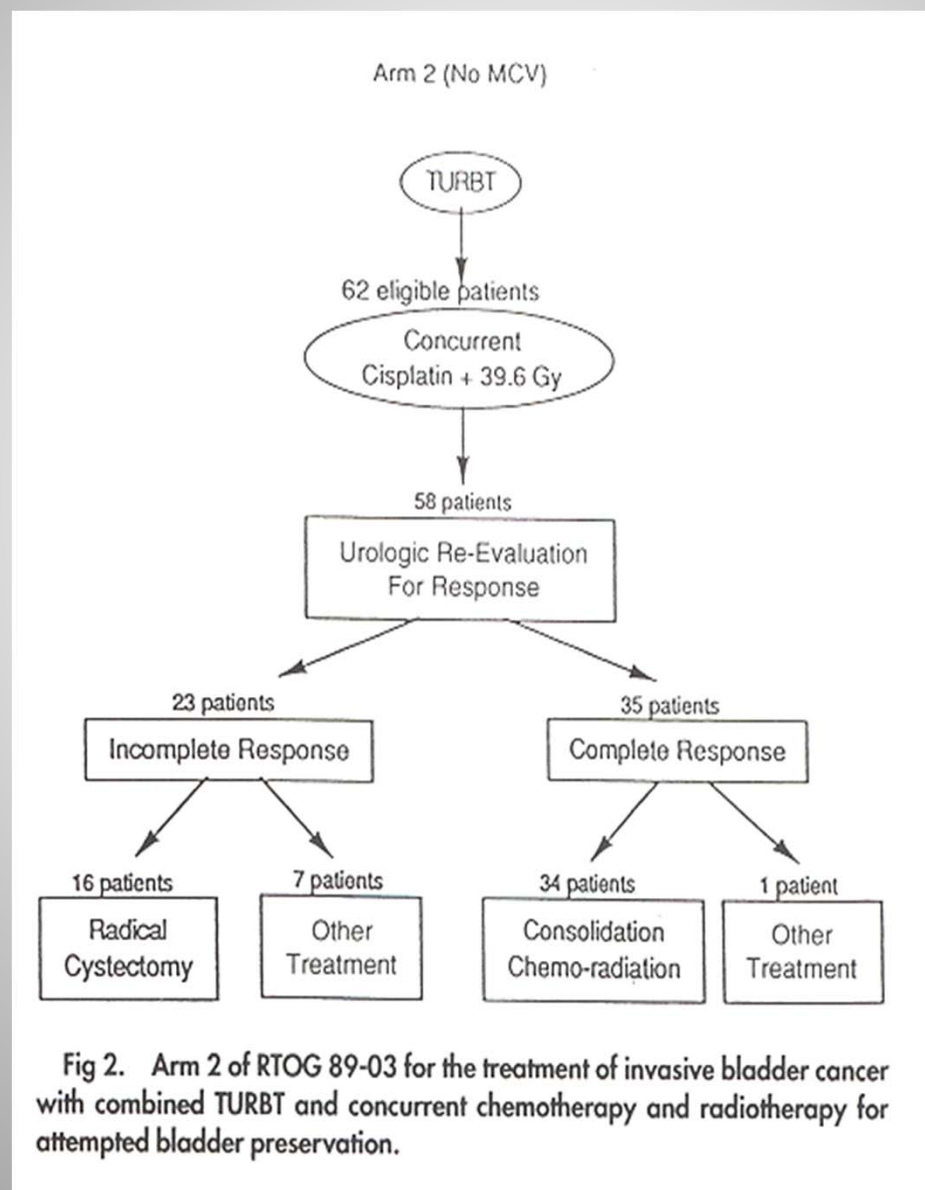 Arm 2 (No MCV)
TURBT
62 eligible patients
Concurrent
Cisplatin + 39.6 Gy
58 patients
Urologic Re-Evaluation
For Response
23 patients
Incomplete Response
35 patients
Complete Response
16 patients
Radical
Cystectomy
7 patients
Other
Treatment
34 patients
Consolidation
Chemo-radiation
1 patient
Other
Treatment
Fig 2. Arm 2 of RTOG 89-03 for the treatment of invasive bladder cancer
with combined TURBT and concurrent chemotherapy and radiotherapy for
attempted bladder preservation.